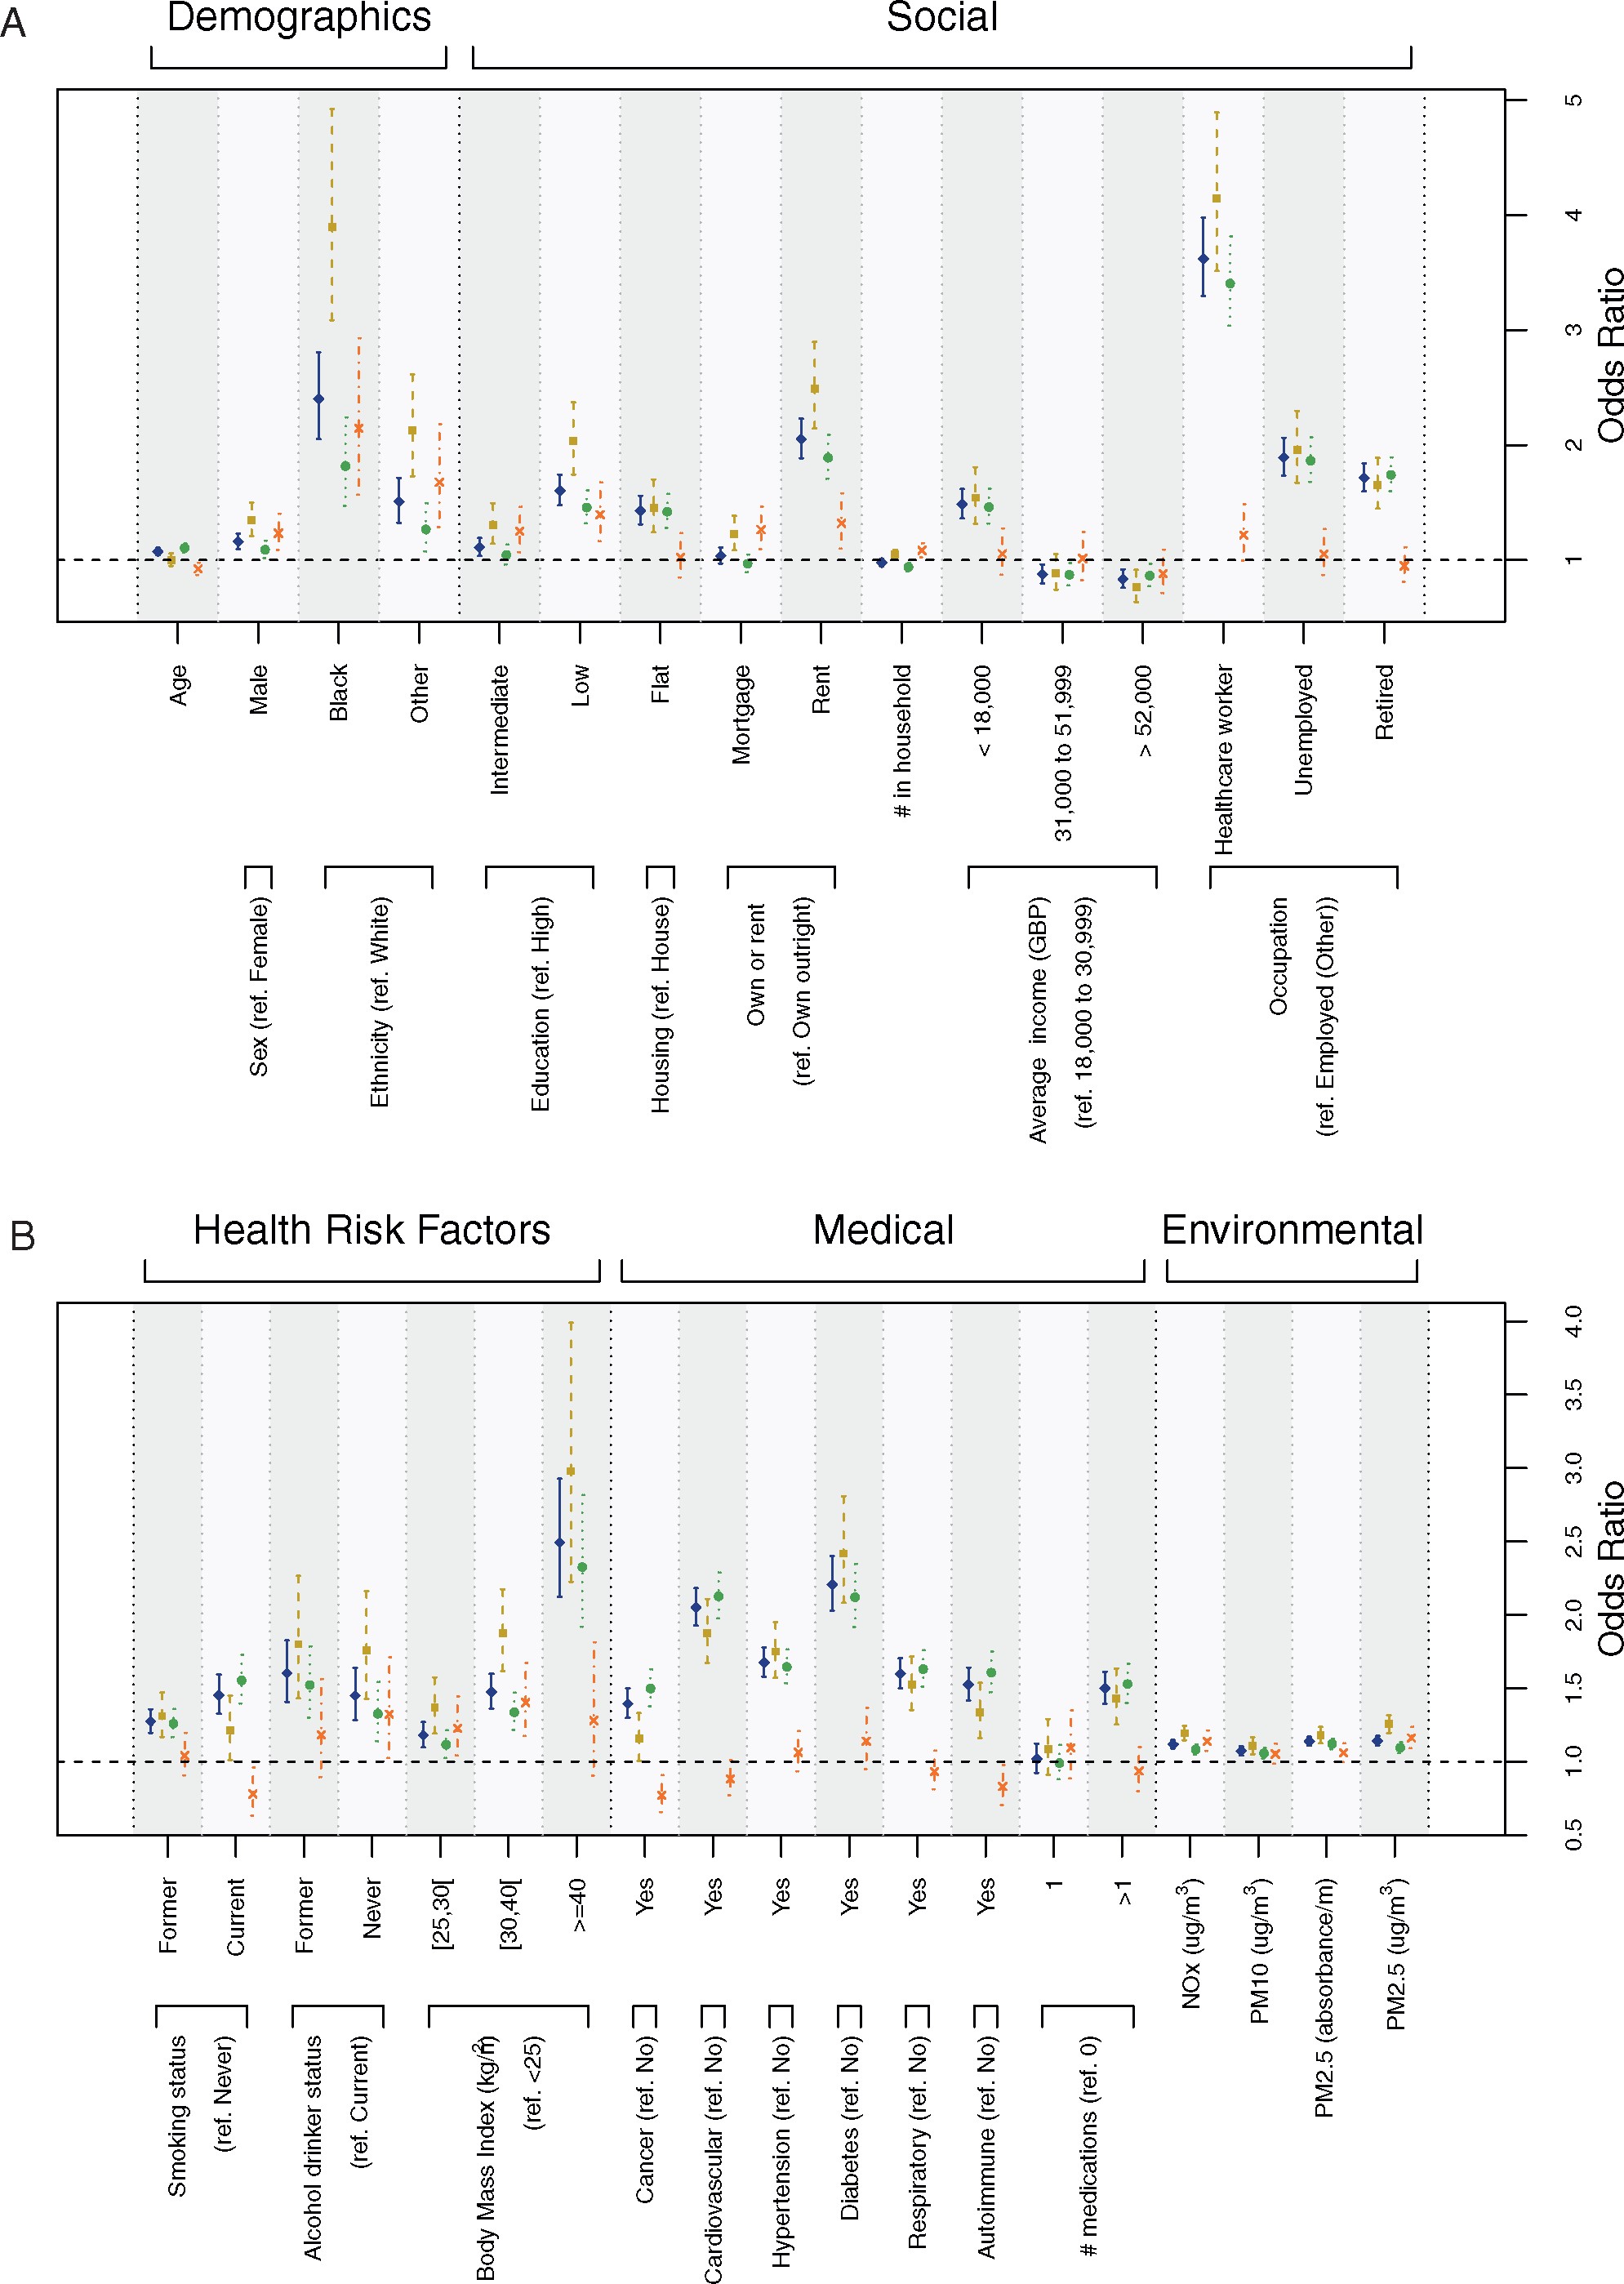 A
Demographics
Social
5
4
3
2
1
Odds Ratio
Age
Male
Black
Other
Intermediate
Low
Flat
Mortgage
Rent
# in household
< 18,000
31,000 to 51,999
> 52,000
Healthcare worker
Unemployed
Retired
Sex (ref. Female)
Ethnicity (ref. White)
Education (ref. High)
Housing (ref. House)
Own or rent
(ref. Own outright)
Average income (GBP)
(ref. 18,000 to 30,999)
Occupation
(ref. Employed (Other))
B
Health Risk Factors
Medical
Environmental
4.0
3.5
3.0
2.5
2.0
1.5
1.0
0.5
Odds Ratio
Former
Current
Former
Never
[25,30[
[30,40[
>=40
Yes
Yes
Yes
Yes
Yes
Yes
1
>1
NOx (ug/m³)
PM10 (ug/m³)
PM2.5 (absorbance/m)
PM2.5 (ug/m³)
Smoking status
(ref. Never)
Alcohol drinker status
(ref. Current)
Body Mass Index (kg/m²)
(ref. <25)
Cancer (ref. No)
Cardiovascular (ref. No)
Hypertension (ref. No)
Diabetes (ref. No)
Respiratory (ref. No)
Autoimmune (ref. No)
# medications (ref. 0)